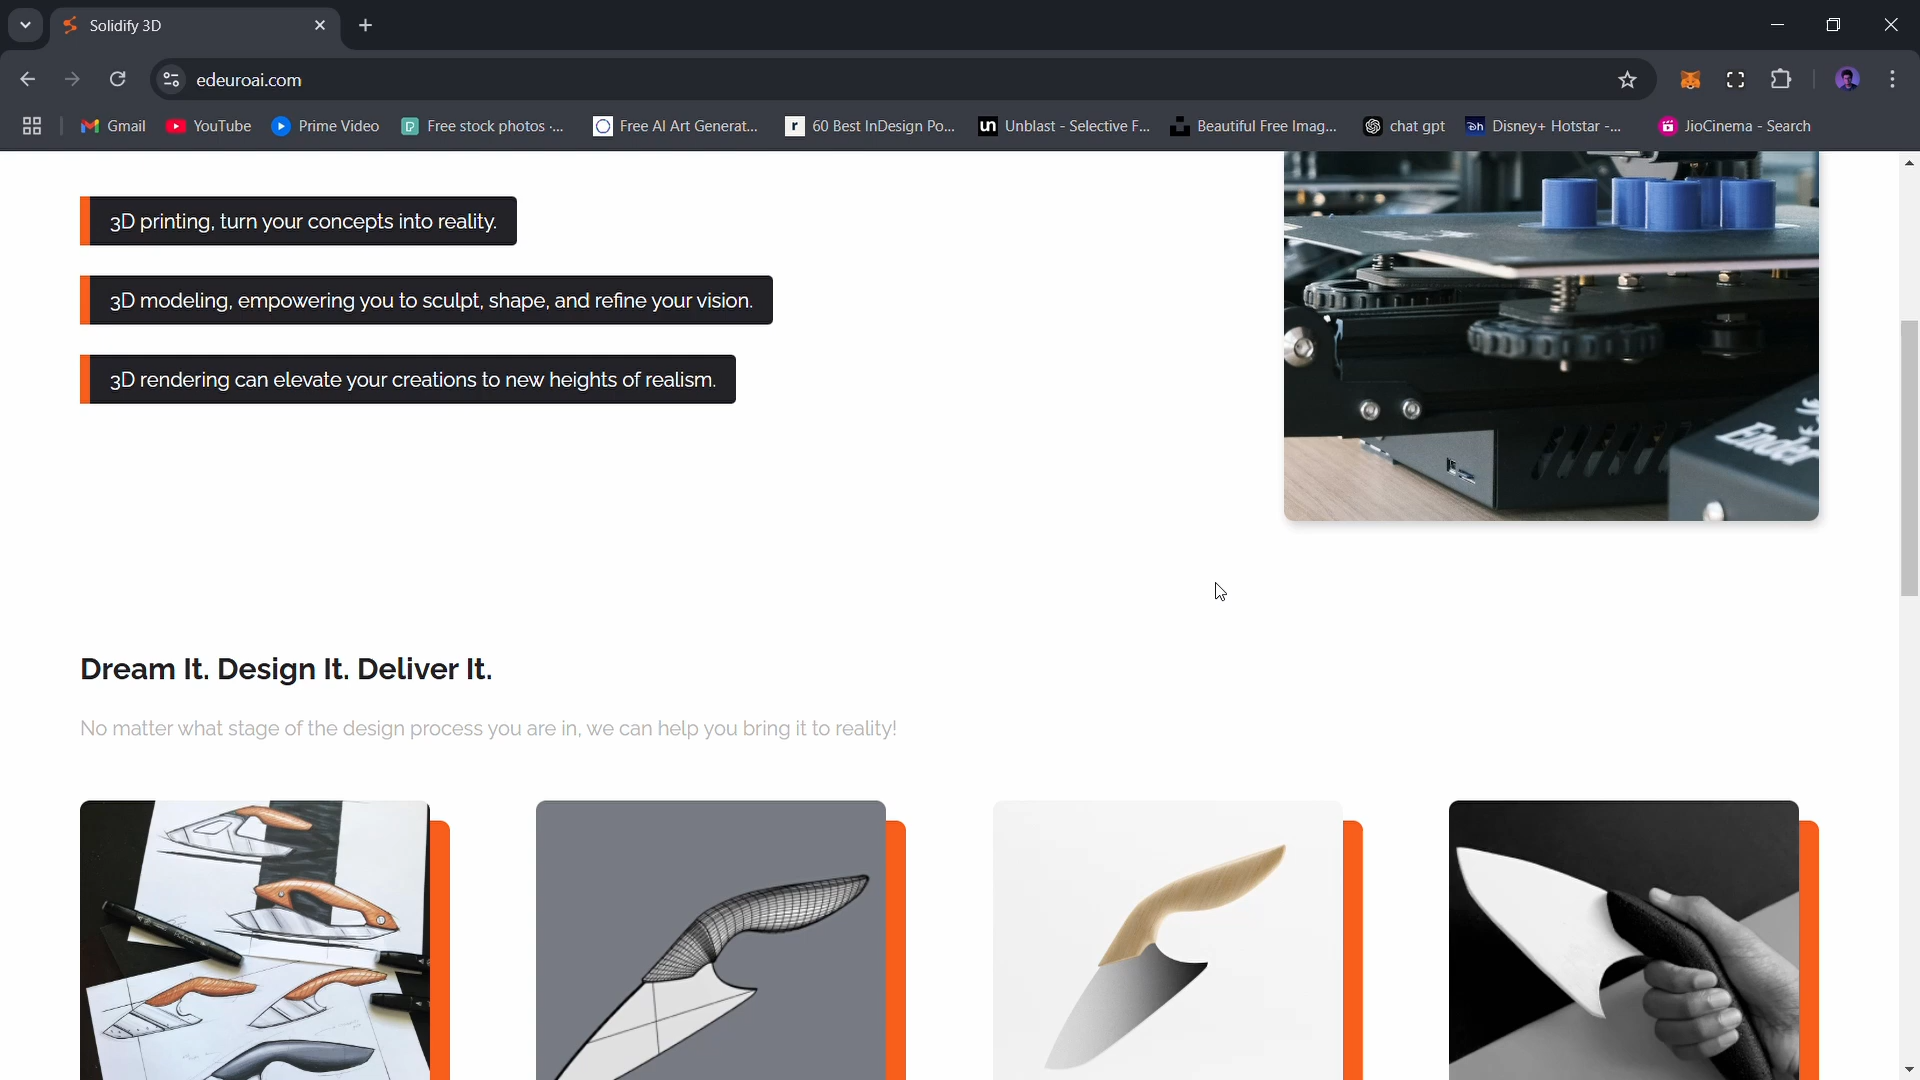 Solidify 3D
edeuroai.com
Gmail
YouTube
Prime Video
Free stock photos ·...
Free AI Art Generat...
60 Best InDesign Po...
un
Unblast - Selective F...
Beautiful Free Imag...
chat gpt
Disney+ Hotstar -...
JioCinema - Search
3D printing, turn your concepts into reality.
3D modeling, empowering you to sculpt, shape, and refine your vision.
3D rendering can elevate your creations to new heights of realism.
Ender
Dream It. Design It. Deliver It.
No matter what stage of the design process you are in, we can help you bring it to reality!